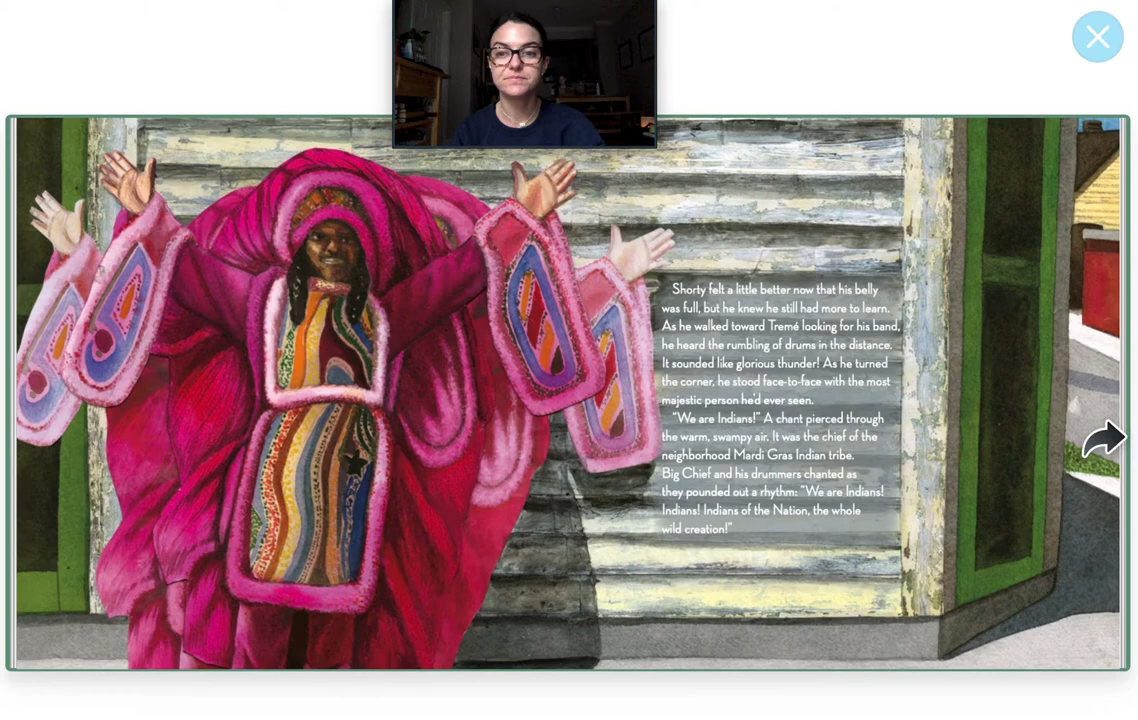 Shorty felt a little better now that his belly
was full, but he knew he still had more to learn.
As he walked toward Tremé looking for his band,
he heard the rumbling of drums in the distance.
It sounded like glorious thunder! As he turned
the corner, he stood face-to-face with the most
majestic person he'd ever seen.
"We are Indians!" A chant pierced through
the warm, swampy air. It was the chief of the
neighborhood Mardi Gras Indian tribe.
Big Chief and his drummers chanted as
they pounded out a rhythm: "We are Indians!
Indians! Indians of the Nation, the whole
wild creation!"